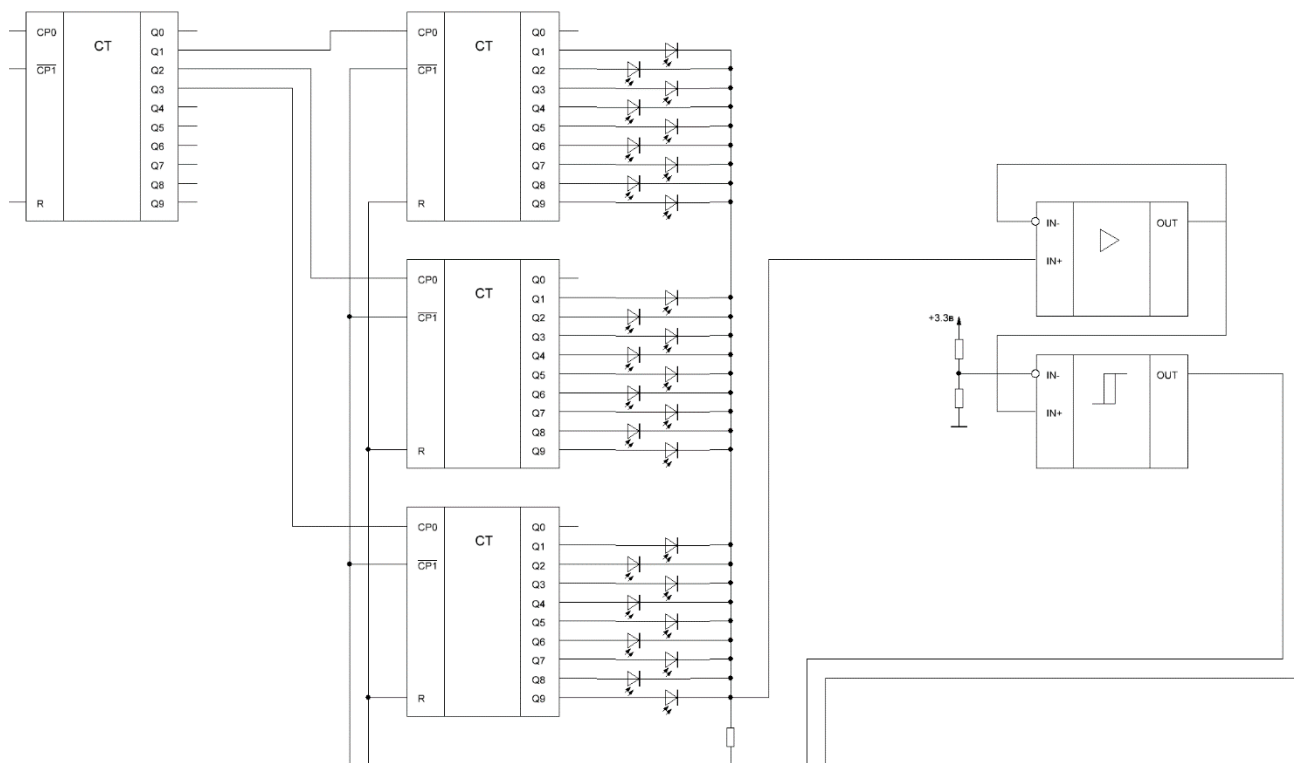 CP0
CP1
R
CT
Q0
Q1
Q2
Q3
Q4
Q5
Q6
Q7
Q8
Q9
CP0
CP1
R
CT
Q0
Q1
Q2
Q3
Q4
Q5
Q6
Q7
Q8
Q9
CP0
CP1
R
CT
Q0
Q1
Q2
Q3
Q4
Q5
Q6
Q7
Q8
Q9
CP0
CP1
R
CT
Q0
Q1
Q2
Q3
Q4
Q5
Q6
Q7
Q8
Q9
IN-
IN+
OUT
+3.3в
IN-
IN+
OUT